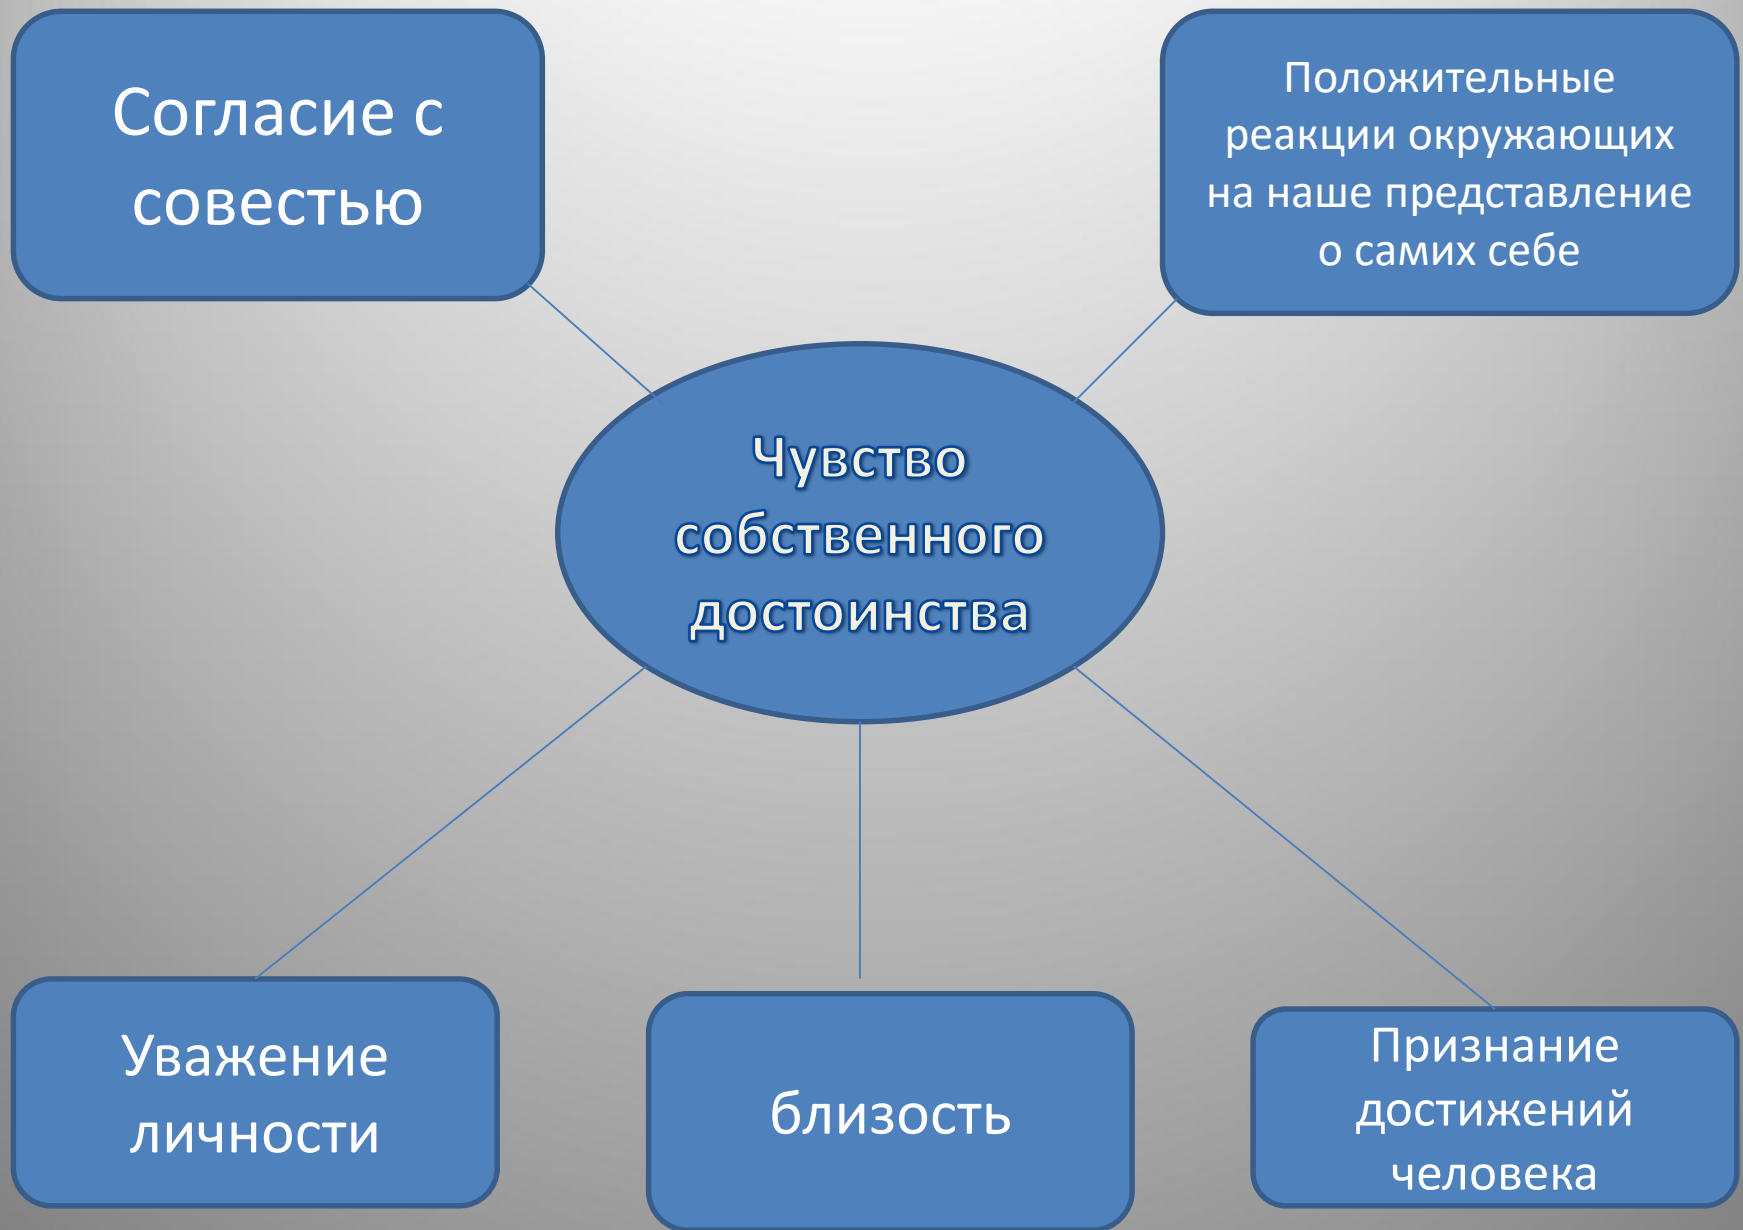 Согласие с
совестью
Положительные
реакции окружающих
на наше представление
о самих себе
Чувство
собственного
достоинства
Уважение
личности
близость
Признание
достижений
человека